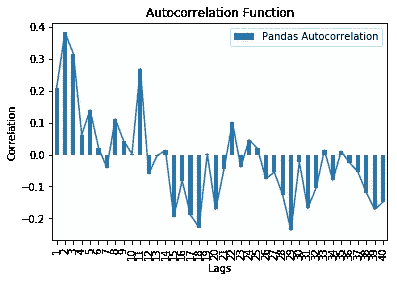 Autocorrelation Function
Pandas Autocorrelation
Correlation
0.4
0.3
0.2
0.1
0.0
−0.1
−0.2
1 2 3 4 5 6 7 8 9 10 11 12 13 14 15 16 17 18 19 20 21 22 23 24 25 26 27 28 29 30 31 32 33 34 35 36 37 38 39 40
Lags